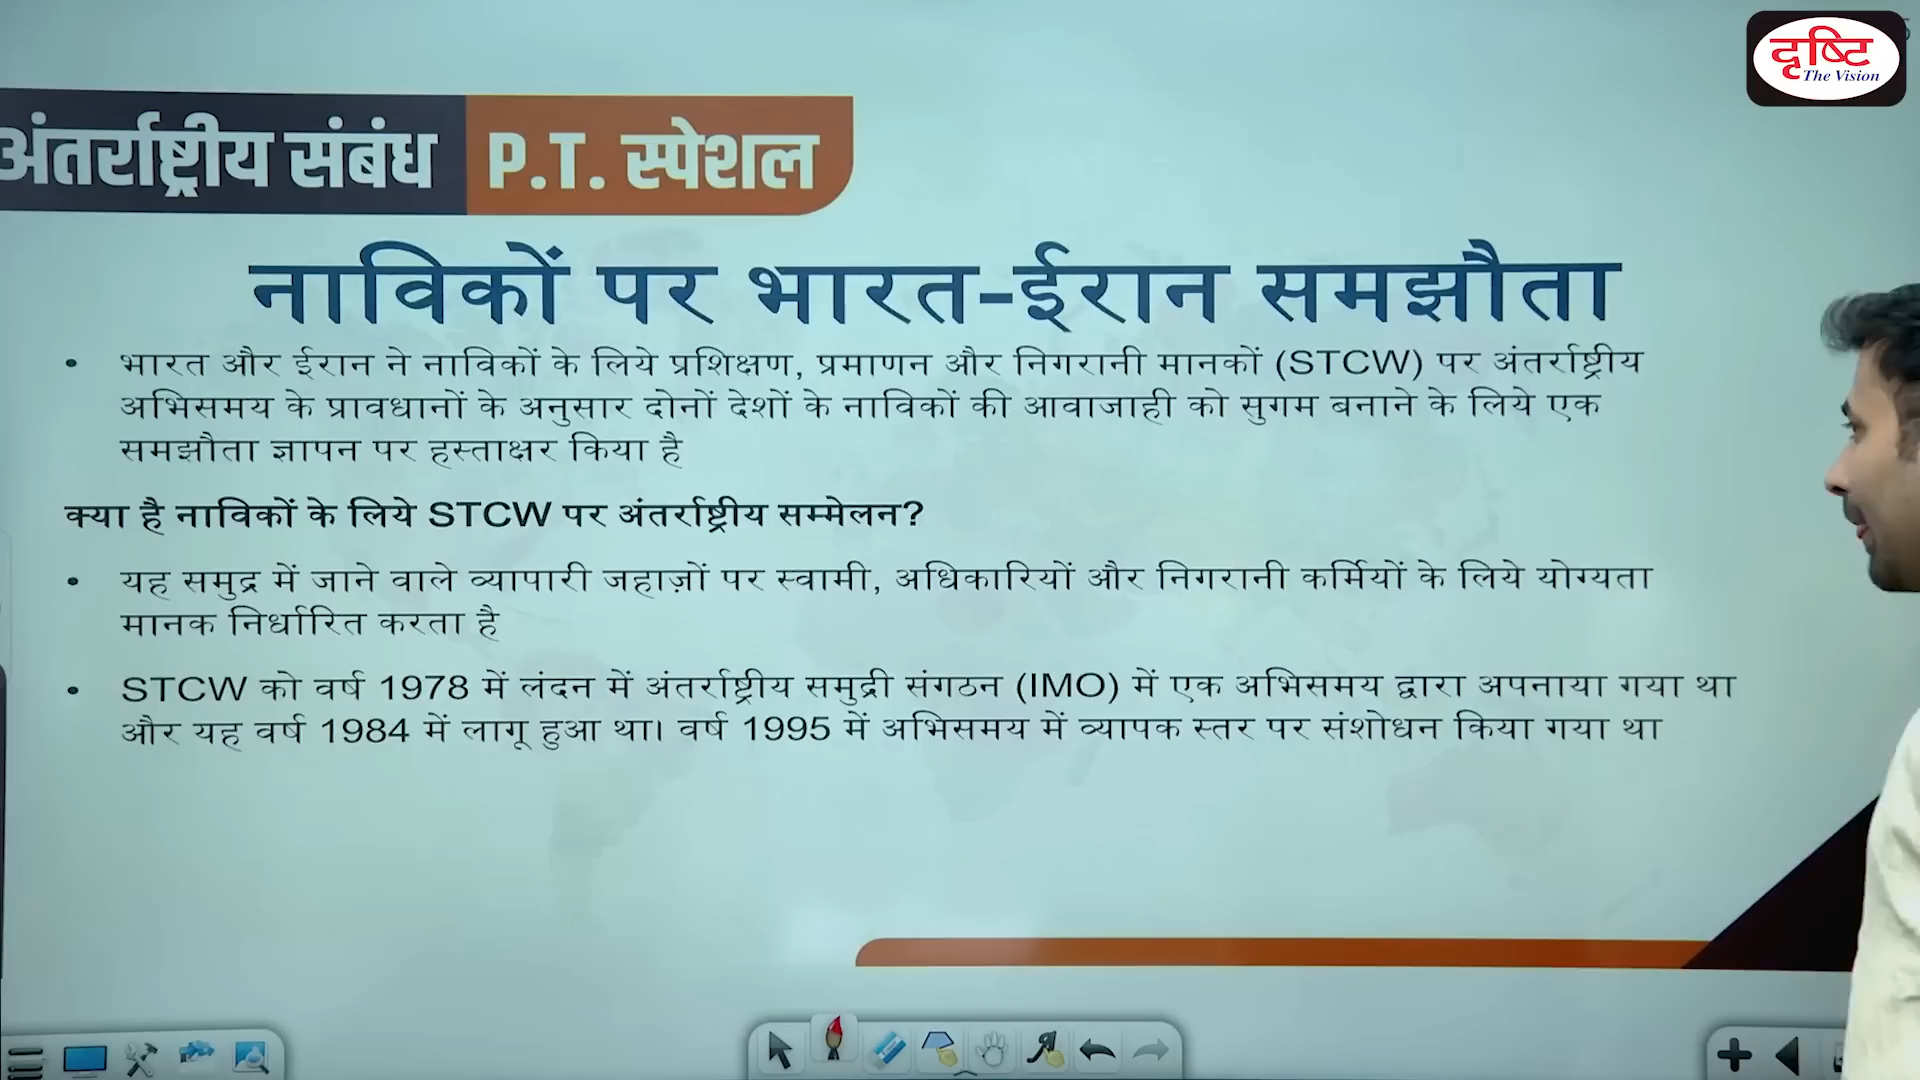 दृष्टि
The Vision
अंतर्राष्ट्रीय संबंध P.T. स्पेशल
नाविकों पर भारत-ईरान समझौता
• भारत और ईरान ने नाविकों के लिये प्रशिक्षण, प्रमाणन और निगरानी मानकों (STCW) पर अंतर्राष्ट्रीय
अभिसमय के प्रावधानों के अनुसार दोनों देशों के नाविकों की आवाजाही को सुगम बनाने के लिये एक
समझौता ज्ञापन पर हस्ताक्षर किया है
क्या है नाविकों के लिये STCW पर अंतर्राष्ट्रीय सम्मेलन?
• यह समुद्र में जाने वाले व्यापारी जहाज़ों पर स्वामी, अधिकारियों और निगरानी कर्मियों के लिये योग्यता
मानक निर्धारित करता है
• STCW को वर्ष 1978 में लंदन में अंतर्राष्ट्रीय समुद्री संगठन (IMO) में एक अभिसमय द्वारा अपनाया गया था
और यह वर्ष 1984 में लागू हुआ था। वर्ष 1995 में अभिसमय में व्यापक स्तर पर संशोधन किया गया था